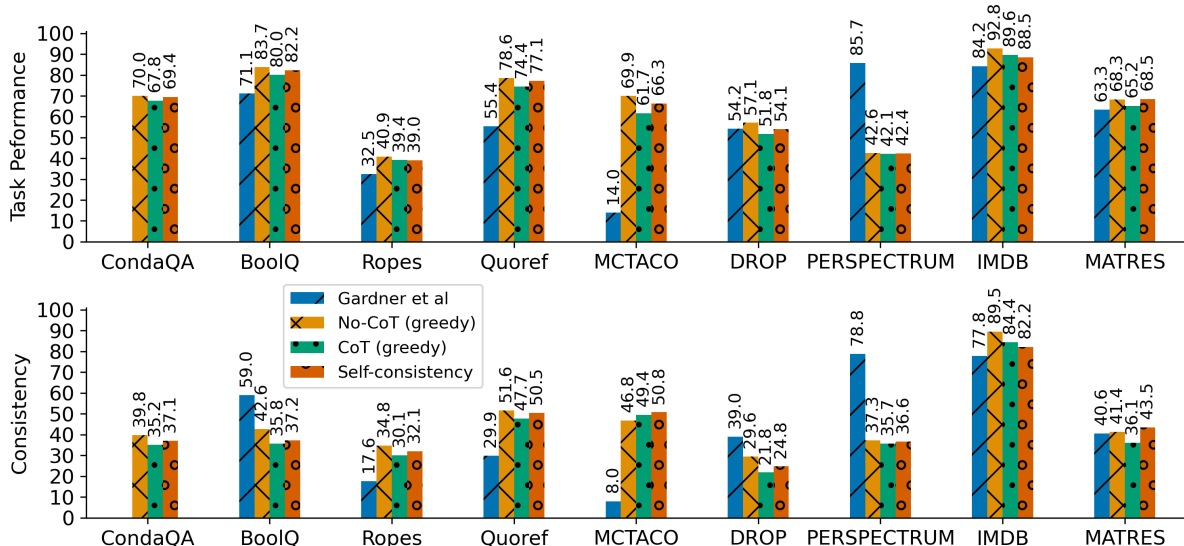 Task Peformance
100
90
80
70
60
50
40
30
20
10
0
70.0 67.8 69.4
71.1 83.7 80.0 82.2
32.5 40.9 39.4 39.0
55.4 78.6 74.4 77.1
14.0 69.9 61.7 66.3
54.2 57.1 51.8 54.1
85.7 42.6 42.1 42.4
84.2 92.8 89.6 88.5
63.3 68.3 65.2 68.5
CondaQA BoolQ Ropes Quoref MCTACO DROP PERSPECTRUM IMDB MATRES
Gardner et al
No-CoT (greedy)
CoT (greedy)
Self-consistency
Consistency
100
90
80
70
60
50
40
30
20
10
0
39.8 35.2 37.1
59.0 42.6 35.8 37.2
17.6 34.8 30.1 32.1
29.9 51.6 47.7 50.5
8.0 46.8 49.4 50.8
39.0 29.6 21.8 24.8
78.8 37.3 35.7 36.6
77.8 89.5 84.4 82.2
40.6 41.4 36.1 43.5
CondaQA BoolQ Ropes Quoref MCTACO DROP PERSPECTRUM IMDB MATRES